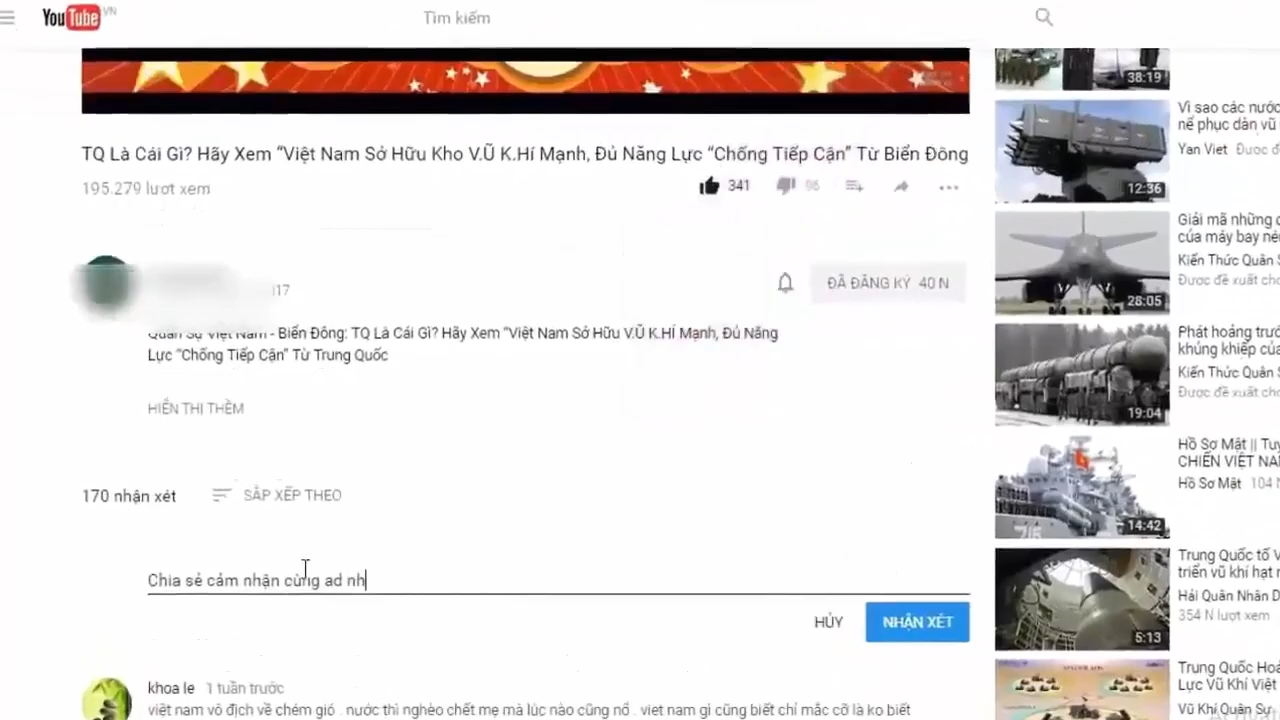 YouTube VN
Tìm kiếm
TQ Là Cái Gì? Hãy Xem “Việt Nam Sở Hữu Kho V.Ũ K.Hí Mạnh, Đủ Năng Lực “Chống Tiếp Cận” Từ Biển Đông
195.279 lượt xem
341
96
ĐÃ ĐĂNG KÝ 40 N
Quân Sự Việt Nam - Biển Đông: TQ Là Cái Gì? Hãy Xem “Việt Nam Sở Hữu V.Ũ K.HÍ Mạnh, Đủ Năng
Lực “Chống Tiếp Cận” Từ Trung Quốc
HIỂN THỊ THÊM
170 nhận xét
SẮP XẾP THEO
Chia sẻ cảm nhận cùng ad nh
HỦY
NHẬN XÉT
khoa le 1 tuần trước
việt nam vô địch về chém gió . nước thì nghèo chết mẹ mà lúc nào cũng nổ . viet nam gì cũng biết chỉ mắc cỡ là ko biết
38:19
12:36
Vì sao các nước
nể phục dàn vũ
Yan Viet Được đ
28:05
Giải mã những
của máy bay né
Kiến Thức Quân S
Được đề xuất cho
19:04
Phát hoảng trướ
khủng khiếp của
Kiến Thức Quân S
Được đề xuất cho
716
14:42
Hồ Sơ Mật || Tu
CHIẾN VIỆT NA
Hồ Sơ Mật 104 N
5:13
Trung Quốc tố V
triển vũ khí hạt
Hải Quân Nhân D
354 N lượt xem
Trung Quốc Hoả
Lực Vũ Khí Việt
Vũ Khí Quân Sự